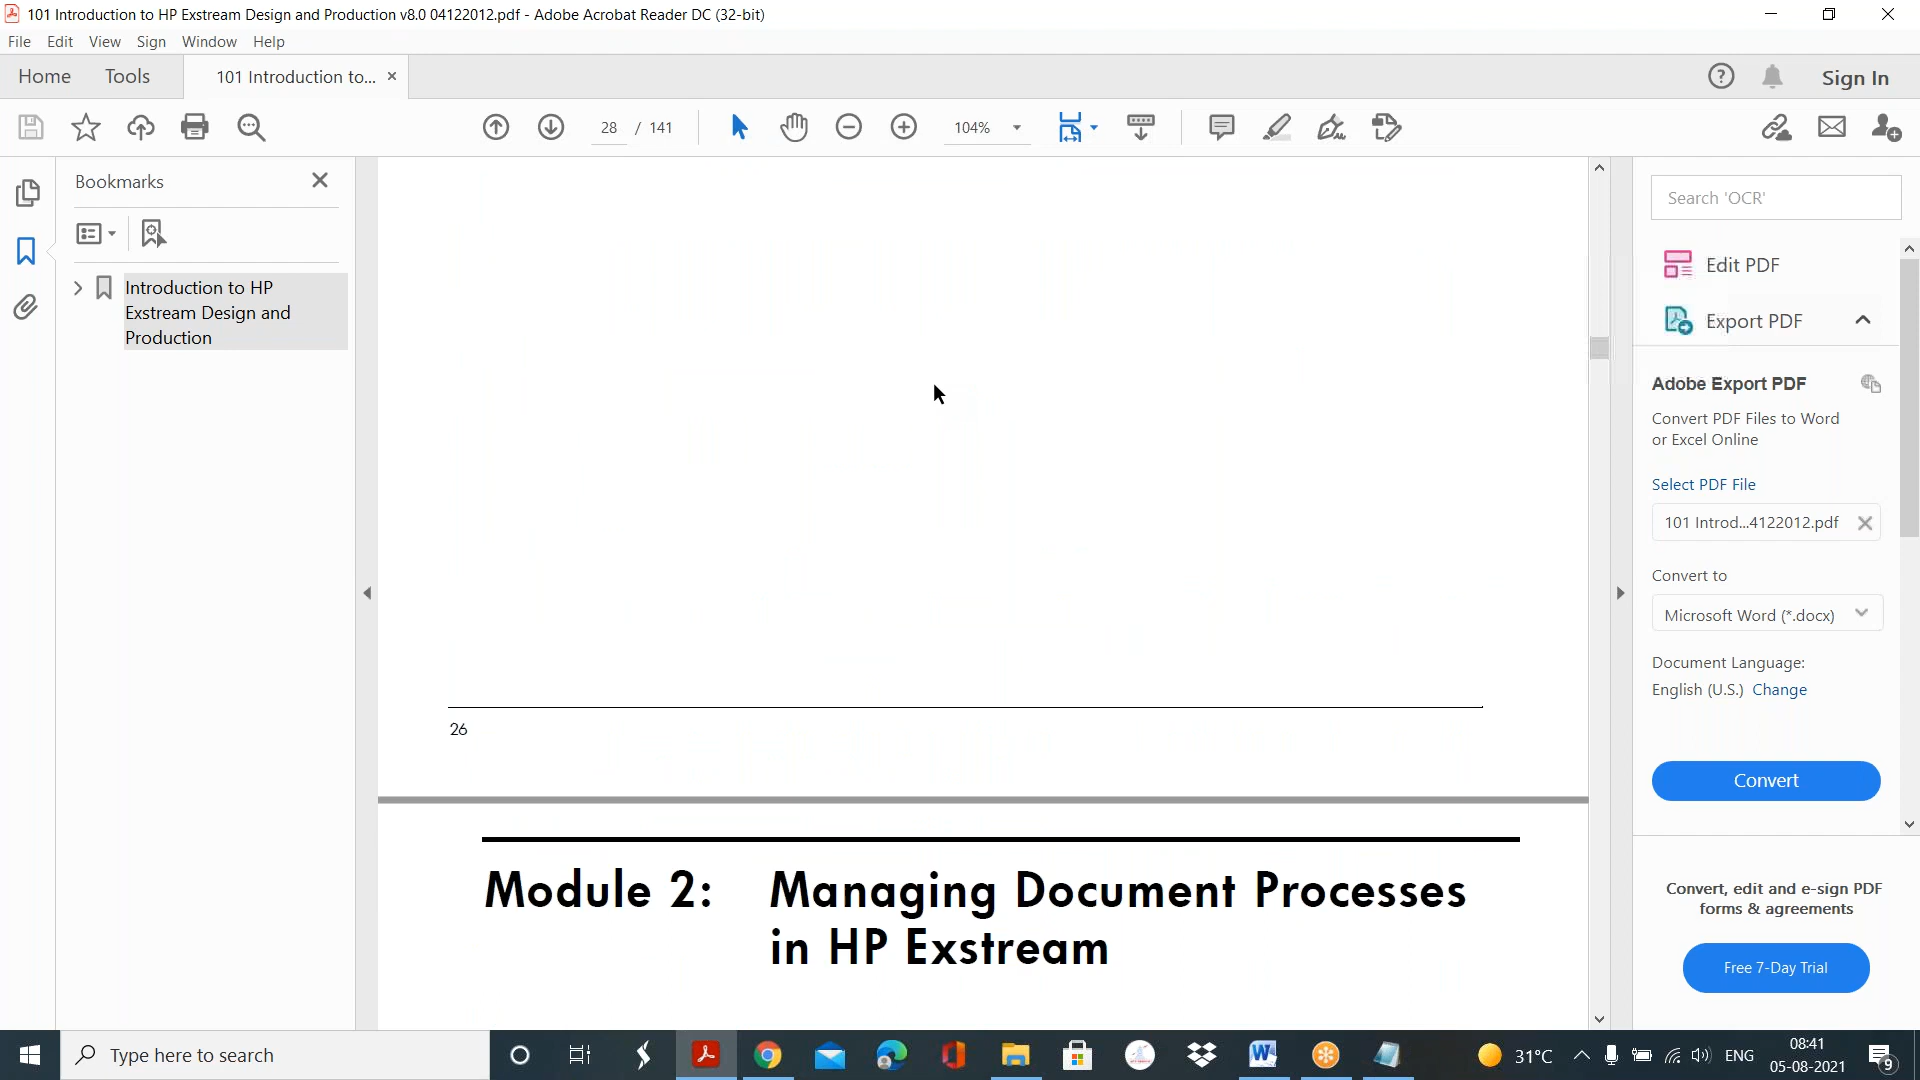 101 Introduction to HP Exstream Design and Production v8.0 04122012.pdf - Adobe Acrobat Reader DC (32-bit)
File Edit View Sign Window Help
Home Tools 101 Introduction to... Sign In
28 / 141 104%
Bookmarks
Introduction to HP
Exstream Design and
Production
26
Module 2: Managing Document Processes
in HP Exstream
Search 'OCR'
Edit PDF
Export PDF
Adobe Export PDF
Convert PDF Files to Word
or Excel Online
Select PDF File
101 Introd...4122012.pdf
Convert to
Microsoft Word (*.docx)
Document Language:
English (U.S.) Change
Convert
Convert, edit and e-sign PDF
forms & agreements
Free 7-Day Trial
Type here to search
31°C ENG 08:41
05-08-2021
9